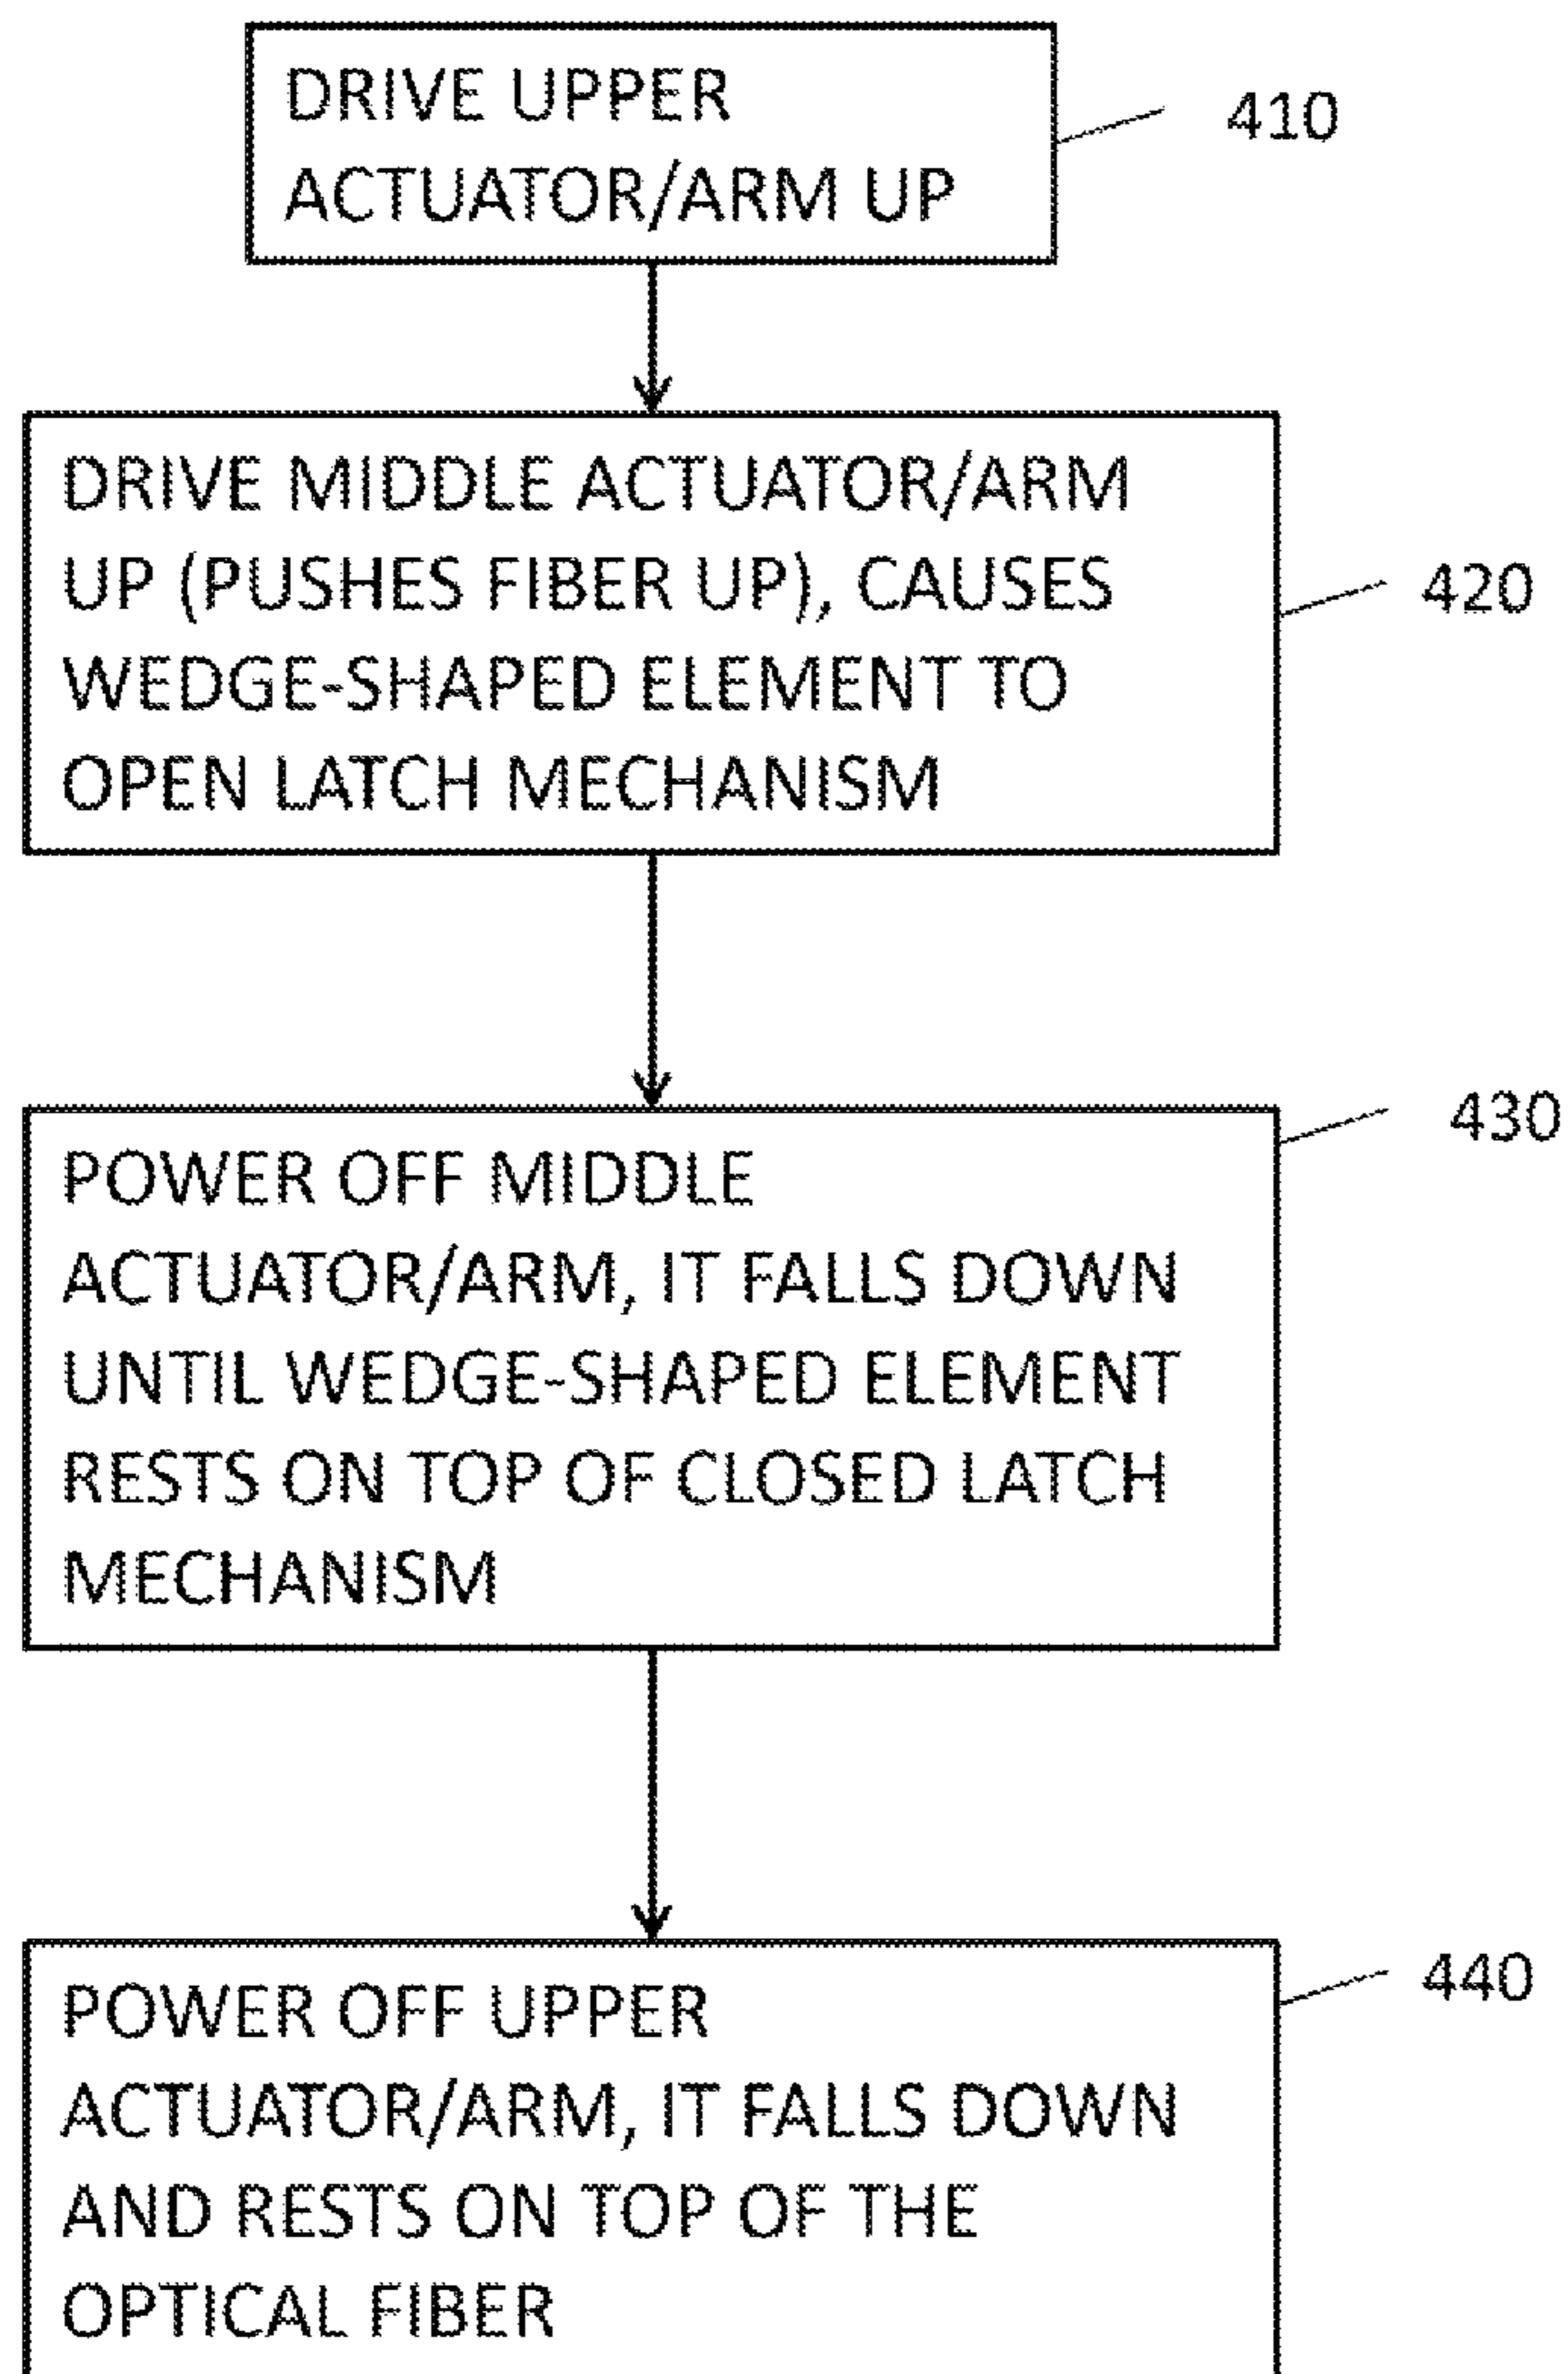 DRIVE UPPER
ACTUATOR/ARM UP
410
DRIVE MIDDLE ACTUATOR/ARM
UP (PUSHES FIBER UP), CAUSES
WEDGE-SHAPED ELEMENT TO
OPEN LATCH MECHANISM
420
POWER OFF MIDDLE
ACTUATOR/ARM, IT FALLS DOWN
UNTIL WEDGE-SHAPED ELEMENT
RESTS ON TOP OF CLOSED LATCH
MECHANISM
430
POWER OFF UPPER
ACTUATOR/ARM, IT FALLS DOWN
AND RESTS ON TOP OF THE
OPTICAL FIBER
440